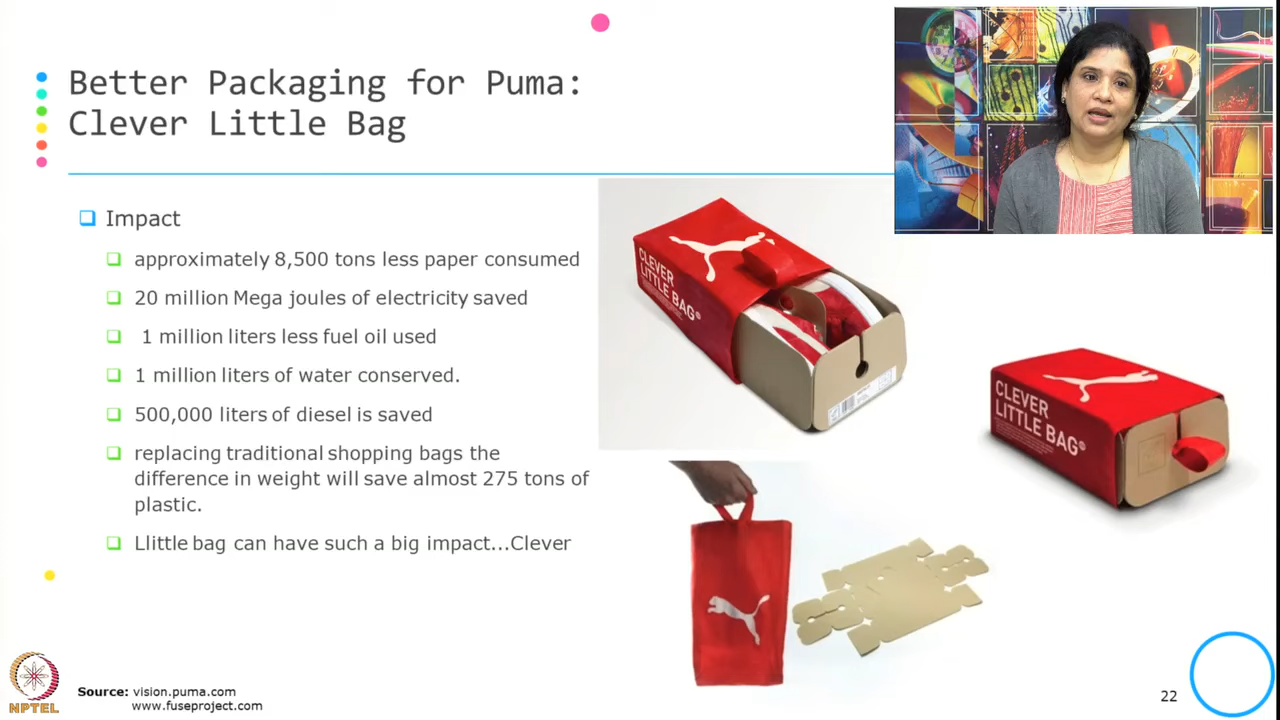 Better Packaging for Puma:
Clever Little Bag
Impact
approximately 8,500 tons less paper consumed
20 million Mega joules of electricity saved
1 million liters less fuel oil used
1 million liters of water conserved.
500,000 liters of diesel is saved
replacing traditional shopping bags the
difference in weight will save almost 275 tons of
plastic.
Llittle bag can have such a big impact...Clever
CLEVER
LITTLE
BAG
CLEVER
LITTLE BAG
NPTEL
Source: vision.puma.com
www.fuseproject.com
22